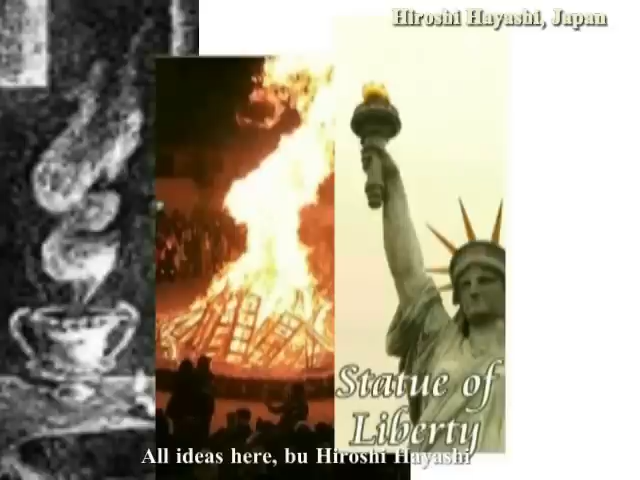 Hiroshi Hayashi, Japan
Statue of
Liberty
All ideas here, bu Hiroshi Hayashi